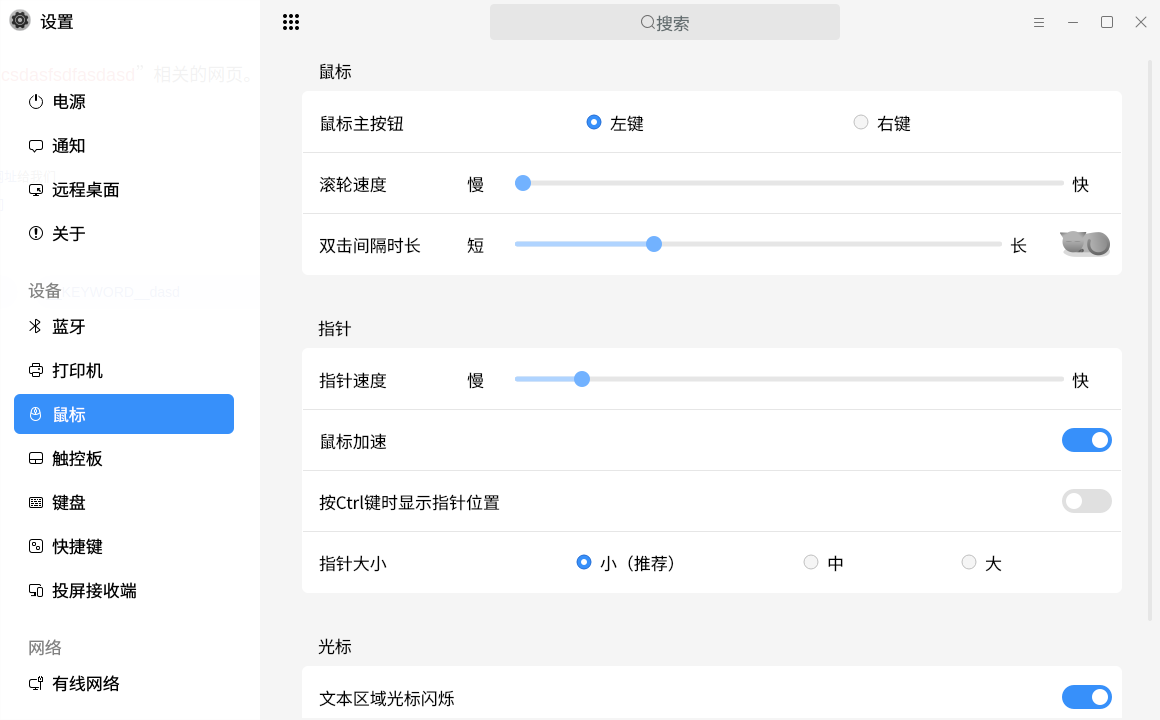 设置
搜索
csdasfsdfasdasd”相关的网页。
电源
通知
远程桌面
关于
设备
EYWORD__dasd
蓝牙
打印机
鼠标
触控板
键盘
快捷键
投屏接收端
网络
有线网络
鼠标
鼠标主按钮 左键 右键
滚轮速度 慢 快
双击间隔时长 短 长
指针
指针速度 慢 快
鼠标加速
按Ctrl键时显示指针位置
指针大小 小（推荐） 中 大
光标
文本区域光标闪烁